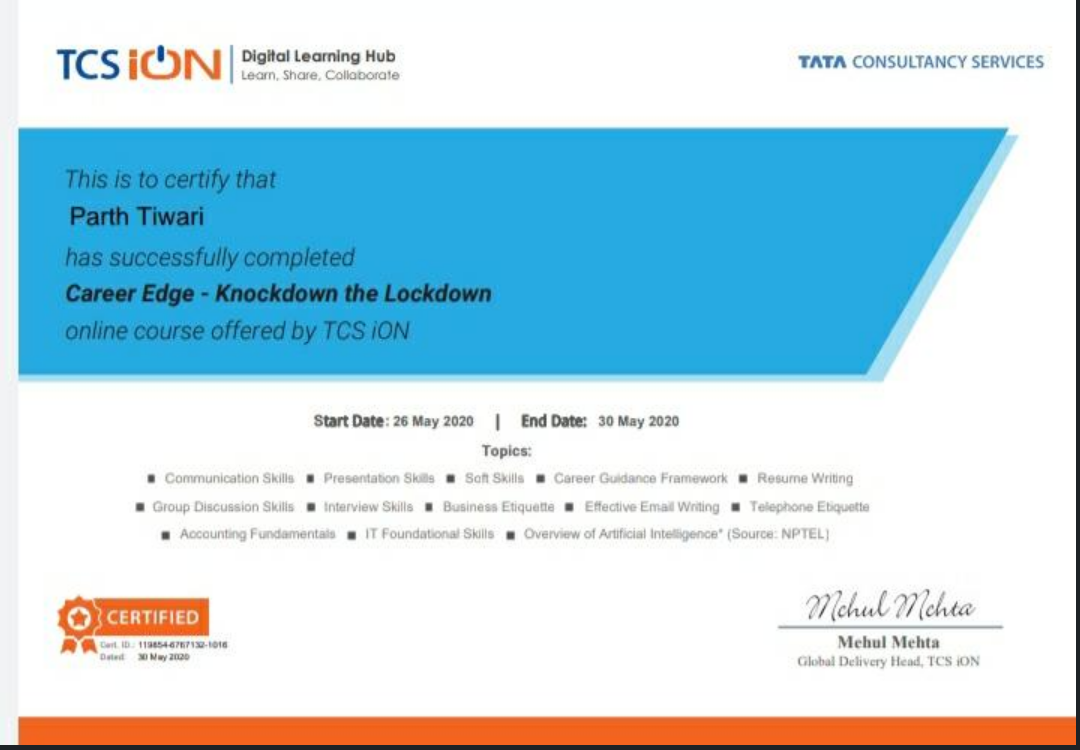 TCS iON | Digital Learning Hub
Learn, Share, Collaborate
TATA CONSULTANCY SERVICES
This is to certify that
Parth Tiwari
has successfully completed
Career Edge - Knockdown the Lockdown
online course offered by TCS iON
Start Date: 26 May 2020 | End Date: 30 May 2020
Topics:
■ Communication Skills ■ Presentation Skills ■ Soft Skills ■ Career Guidance Framework ■ Resume Writing
■ Group Discussion Skills ■ Interview Skills ■ Business Etiquette ■ Effective Email Writing ■ Telephone Etiquette
■ Accounting Fundamentals ■ IT Foundational Skills ■ Overview of Artificial Intelligence* (Source: NPTEL)
CERTIFIED
Cert. ID.: 119854-6767132-1016
Dated: 30 May 2020
Mehul Mehta
Mehul Mehta
Global Delivery Head, TCS iON